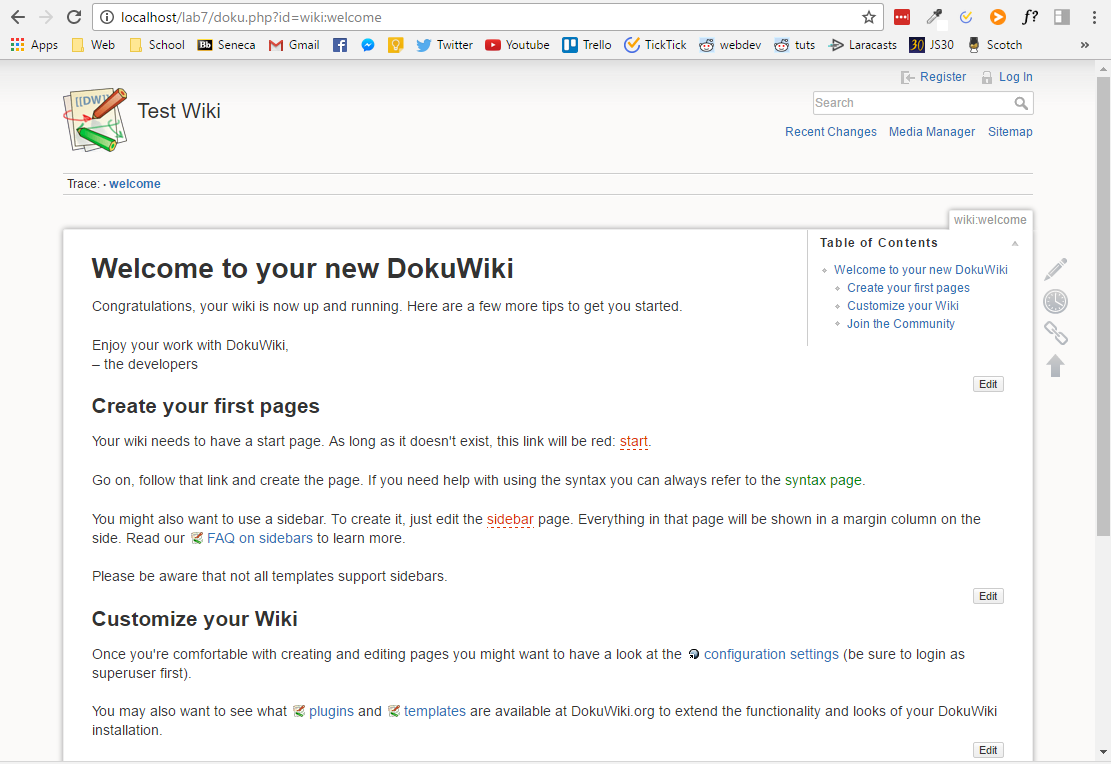 localhost/lab7/doku.php?id=wiki:welcome
f?
Apps Web School Bb Seneca Gmail Twitter Youtube Trello TickTick webdev tuts Laracasts 30 JS30 Scotch »
Register Log In
[[DW]]
Test Wiki
Search
Recent Changes Media Manager Sitemap
Trace: • welcome
wiki:welcome
Table of Contents
Welcome to your new DokuWiki
Create your first pages
Customize your Wiki
Join the Community
Welcome to your new DokuWiki
Congratulations, your wiki is now up and running. Here are a few more tips to get you started.
Enjoy your work with DokuWiki,
– the developers
Edit
Create your first pages
Your wiki needs to have a start page. As long as it doesn't exist, this link will be red: start.
Go on, follow that link and create the page. If you need help with using the syntax you can always refer to the syntax page.
You might also want to use a sidebar. To create it, just edit the sidebar page. Everything in that page will be shown in a margin column on the
side. Read our FAQ on sidebars to learn more.
Please be aware that not all templates support sidebars.
Edit
Customize your Wiki
Once you're comfortable with creating and editing pages you might want to have a look at the configuration settings (be sure to login as
superuser first).
You may also want to see what plugins and templates are available at DokuWiki.org to extend the functionality and looks of your DokuWiki
installation.
Edit